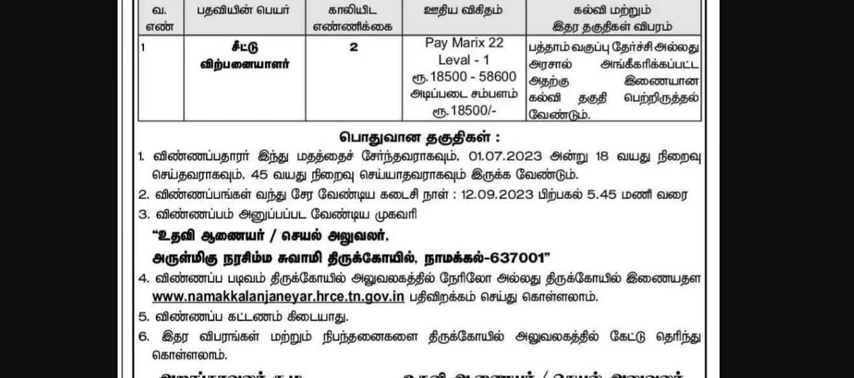 வ. எண் பதவியின் பெயர் காலியிட எண்ணிக்கை ஊதிய விகிதம் கல்வி மற்றும் இதர தகுதிகள் விபரம்
1 சீட்டு விற்பனையாளர் 2 Pay Marix 22 Leval - 1 ரூ.18500 - 58600 அடிப்படை சம்பளம் ரூ.18500/- பத்தாம் வகுப்பு தேர்ச்சி அல்லது அரசால் அங்கீகரிக்கப்பட்ட அதற்கு இணையான கல்வி தகுதி பெற்றிருத்தல் வேண்டும்.
பொதுவான தகுதிகள் :
1. விண்ணப்பதாரர் இந்து மதத்தைச் சேர்ந்தவராகவும், 01.07.2023 அன்று 18 வயது நிறைவு
செய்தவராகவும், 45 வயது நிறைவு செய்யாதவராகவும் இருக்க வேண்டும்.
2. விண்ணப்பங்கள் வந்து சேர வேண்டிய கடைசி நாள் : 12.09.2023 பிற்பகல் 5.45 மணி வரை
3. விண்ணப்பம் அனுப்பப்பட வேண்டிய முகவரி
"உதவி ஆணையர் / செயல் அலுவலர்,
அருள்மிகு நரசிம்ம சுவாமி திருக்கோயில், நாமக்கல்-637001"
4. விண்ணப்ப படிவம் திருக்கோயில் அலுவலகத்தில் நேரிலோ அல்லது திருக்கோயில் இணையதள
www.namakkalanjaneyar.hrce.tn.gov.in பதிவிறக்கம் செய்து கொள்ளலாம்.
5. விண்ணப்ப கட்டணம் கிடையாது.
6. இதர விபரங்கள் மற்றும் நிபந்தனைகளை திருக்கோயில் அலுவலகத்தில் கேட்டு தெரிந்து
கொள்ளலாம்.
உதவி ஆணையர் / செயல் அலுவலர்